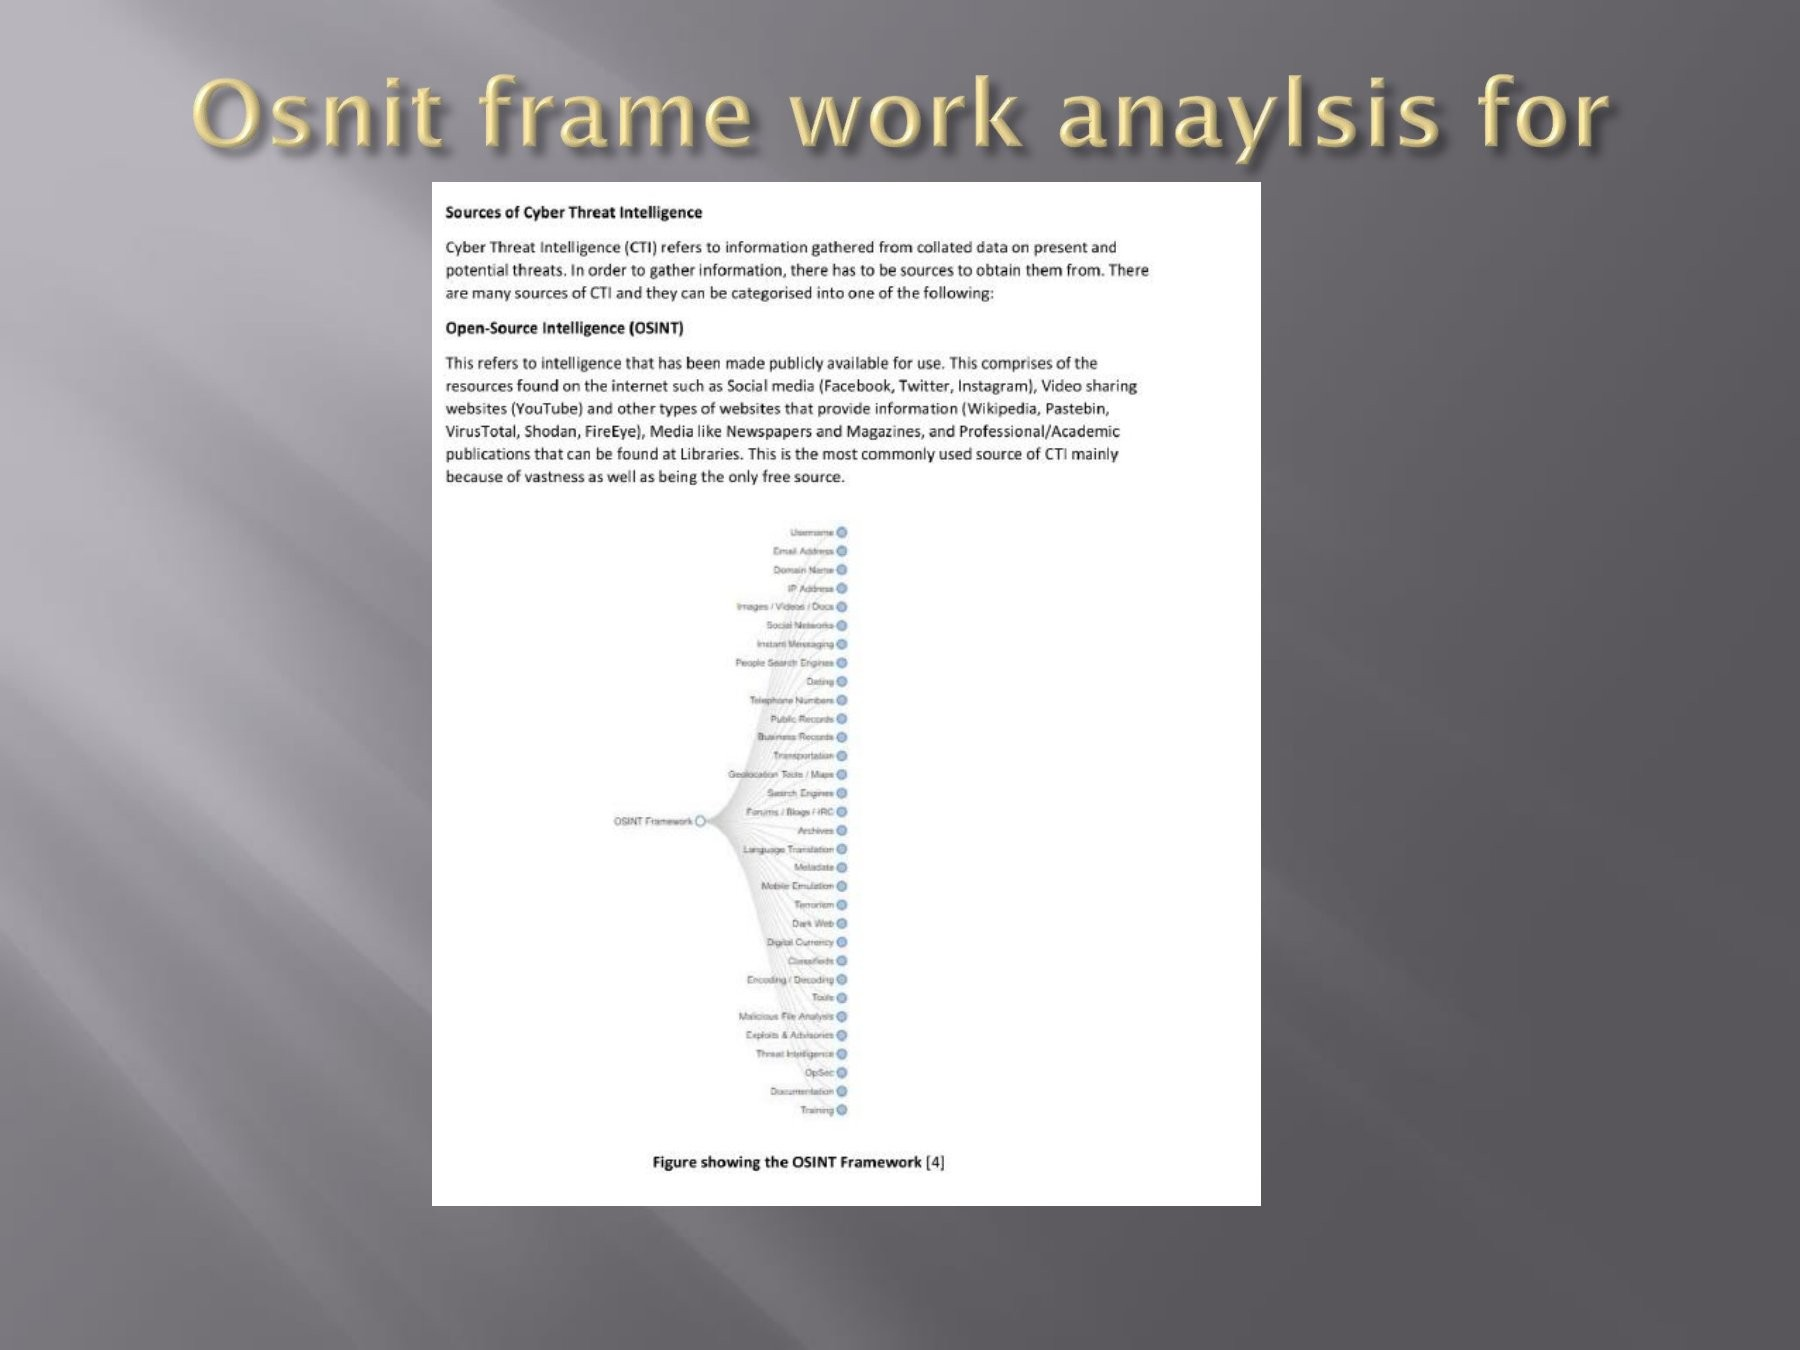 Osnit frame work anaylsis for
Sources of Cyber Threat Intelligence
Cyber Threat Intelligence (CTI) refers to information gathered from collated data on present and
potential threats. In order to gather information, there has to be sources to obtain them from. There
are many sources of CTI and they can be categorised into one of the following:
Open-Source Intelligence (OSINT)
This refers to intelligence that has been made publicly available for use. This comprises of the
resources found on the internet such as Social media (Facebook, Twitter, Instagram), Video sharing
websites (YouTube) and other types of websites that provide information (Wikipedia, Pastebin,
VirusTotal, Shodan, FireEye), Media like Newspapers and Magazines, and Professional/Academic
publications that can be found at Libraries. This is the most commonly used source of CTI mainly
because of vastness as well as being the only free source.
Username
Email Address
Domain Name
IP Address
Images / Videos / Docs
Social Networks
Instant Messaging
People Search Engines
Dating
Telephone Numbers
Public Records
Business Records
Transportation
Geolocation Tools / Maps
Search Engines
Forums / Blogs / IRC
OSINT Framework
Archives
Language Translation
Metadata
Mobile Emulation
Terrorism
Dark Web
Digital Currency
Classifieds
Encoding / Decoding
Tools
Malicious File Analysis
Exploits & Advisories
Threat Intelligence
OpSec
Documentation
Training
Figure showing the OSINT Framework [4]